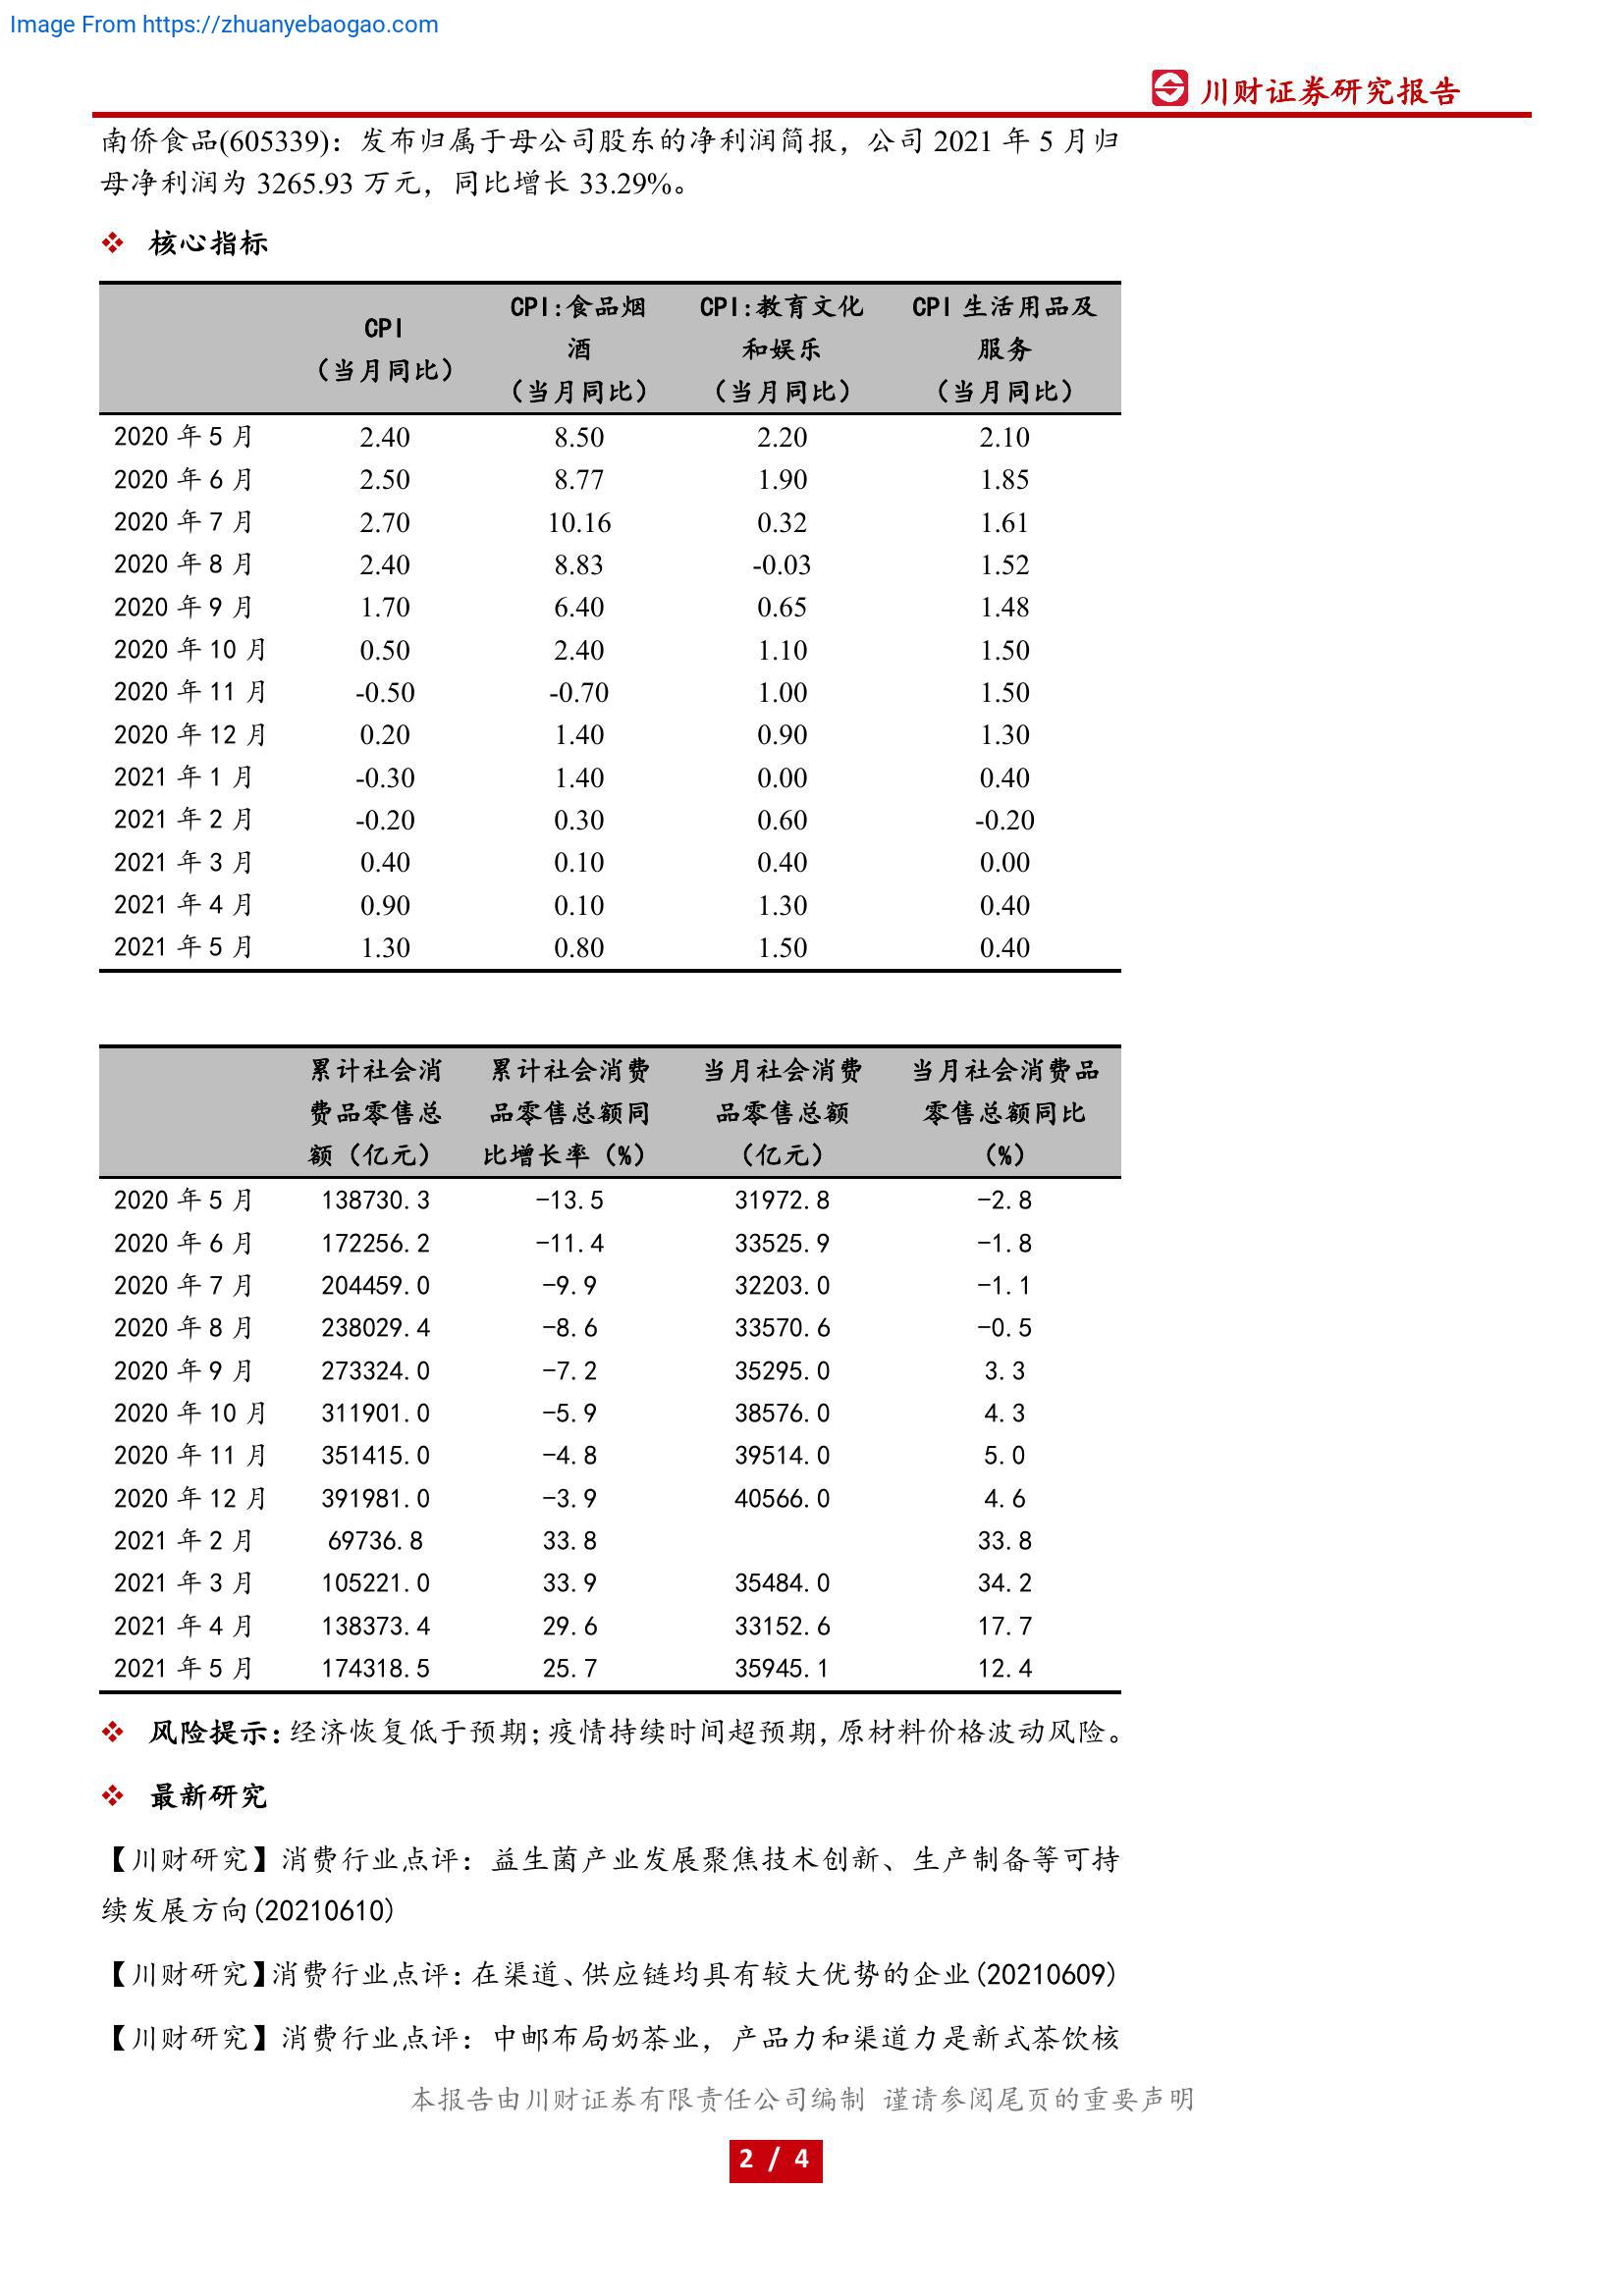 Image From https://zhuanyebaogao.com
川财证券研究报告
南侨食品(605339)：发布归属于母公司股东的净利润简报，公司 2021 年 5 月归
母净利润为 3265.93 万元，同比增长 33.29%。
❖ 核心指标
CPI（当月同比） CPI:食品烟酒（当月同比） CPI:教育文化和娱乐（当月同比） CPI 生活用品及服务（当月同比）
2020 年 5 月 2.40 8.50 2.20 2.10
2020 年 6 月 2.50 8.77 1.90 1.85
2020 年 7 月 2.70 10.16 0.32 1.61
2020 年 8 月 2.40 8.83 -0.03 1.52
2020 年 9 月 1.70 6.40 0.65 1.48
2020 年 10 月 0.50 2.40 1.10 1.50
2020 年 11 月 -0.50 -0.70 1.00 1.50
2020 年 12 月 0.20 1.40 0.90 1.30
2021 年 1 月 -0.30 1.40 0.00 0.40
2021 年 2 月 -0.20 0.30 0.60 -0.20
2021 年 3 月 0.40 0.10 0.40 0.00
2021 年 4 月 0.90 0.10 1.30 0.40
2021 年 5 月 1.30 0.80 1.50 0.40
累计社会消费品零售总额（亿元） 累计社会消费品零售总额同比增长率（%） 当月社会消费品零售总额（亿元） 当月社会消费品零售总额同比（%）
2020 年 5 月 138730.3 -13.5 31972.8 -2.8
2020 年 6 月 172256.2 -11.4 33525.9 -1.8
2020 年 7 月 204459.0 -9.9 32203.0 -1.1
2020 年 8 月 238029.4 -8.6 33570.6 -0.5
2020 年 9 月 273324.0 -7.2 35295.0 3.3
2020 年 10 月 311901.0 -5.9 38576.0 4.3
2020 年 11 月 351415.0 -4.8 39514.0 5.0
2020 年 12 月 391981.0 -3.9 40566.0 4.6
2021 年 2 月 69736.8 33.8 33.8
2021 年 3 月 105221.0 33.9 35484.0 34.2
2021 年 4 月 138373.4 29.6 33152.6 17.7
2021 年 5 月 174318.5 25.7 35945.1 12.4
❖ 风险提示：经济恢复低于预期；疫情持续时间超预期，原材料价格波动风险。
❖ 最新研究
【川财研究】消费行业点评：益生菌产业发展聚焦技术创新、生产制备等可持
续发展方向(20210610)
【川财研究】消费行业点评：在渠道、供应链均具有较大优势的企业(20210609)
【川财研究】消费行业点评：中邮布局奶茶业，产品力和渠道力是新式茶饮核
本报告由川财证券有限责任公司编制 谨请参阅尾页的重要声明
2 / 4